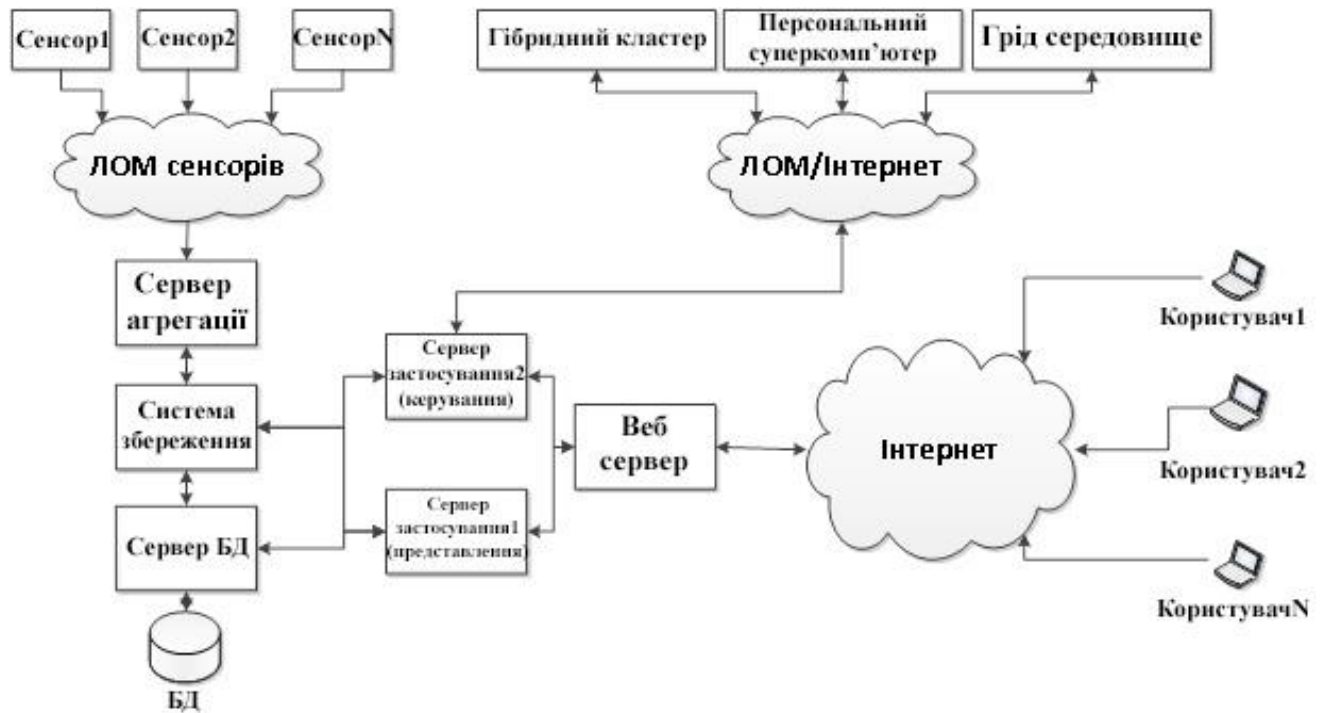 Сенсор1
Сенсор2
СенсорN
Гібридний кластер
Персональний
суперкомп’ютер
Грід середовище
ЛОМ сенсорів
ЛОМ/Інтернет
Сервер
агрегації
Користувач1
Сервер
застосування2
(керування)
Система
збереження
Веб
сервер
Інтернет
Користувач2
Сервер
застосування1
(представлення)
Сервер БД
КористувачN
БД